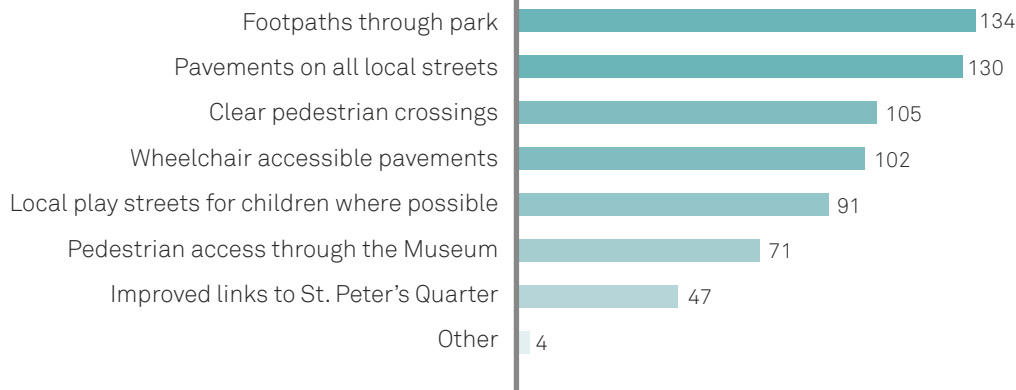 Footpaths through park 134
Pavements on all local streets 130
Clear pedestrian crossings 105
Wheelchair accessible pavements 102
Local play streets for children where possible 91
Pedestrian access through the Museum 71
Improved links to St. Peter’s Quarter 47
Other 4